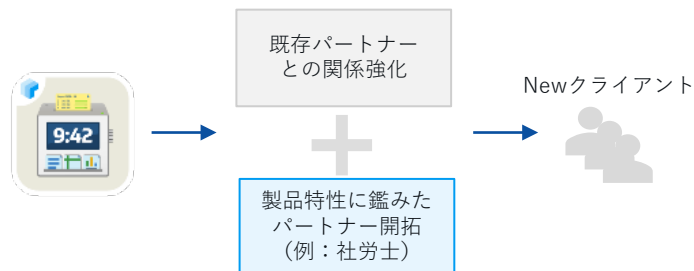 既存パートナー
との関係強化
Newクライアント
9:42
製品特性に鑑みた
パートナー開拓
（例：社労士）